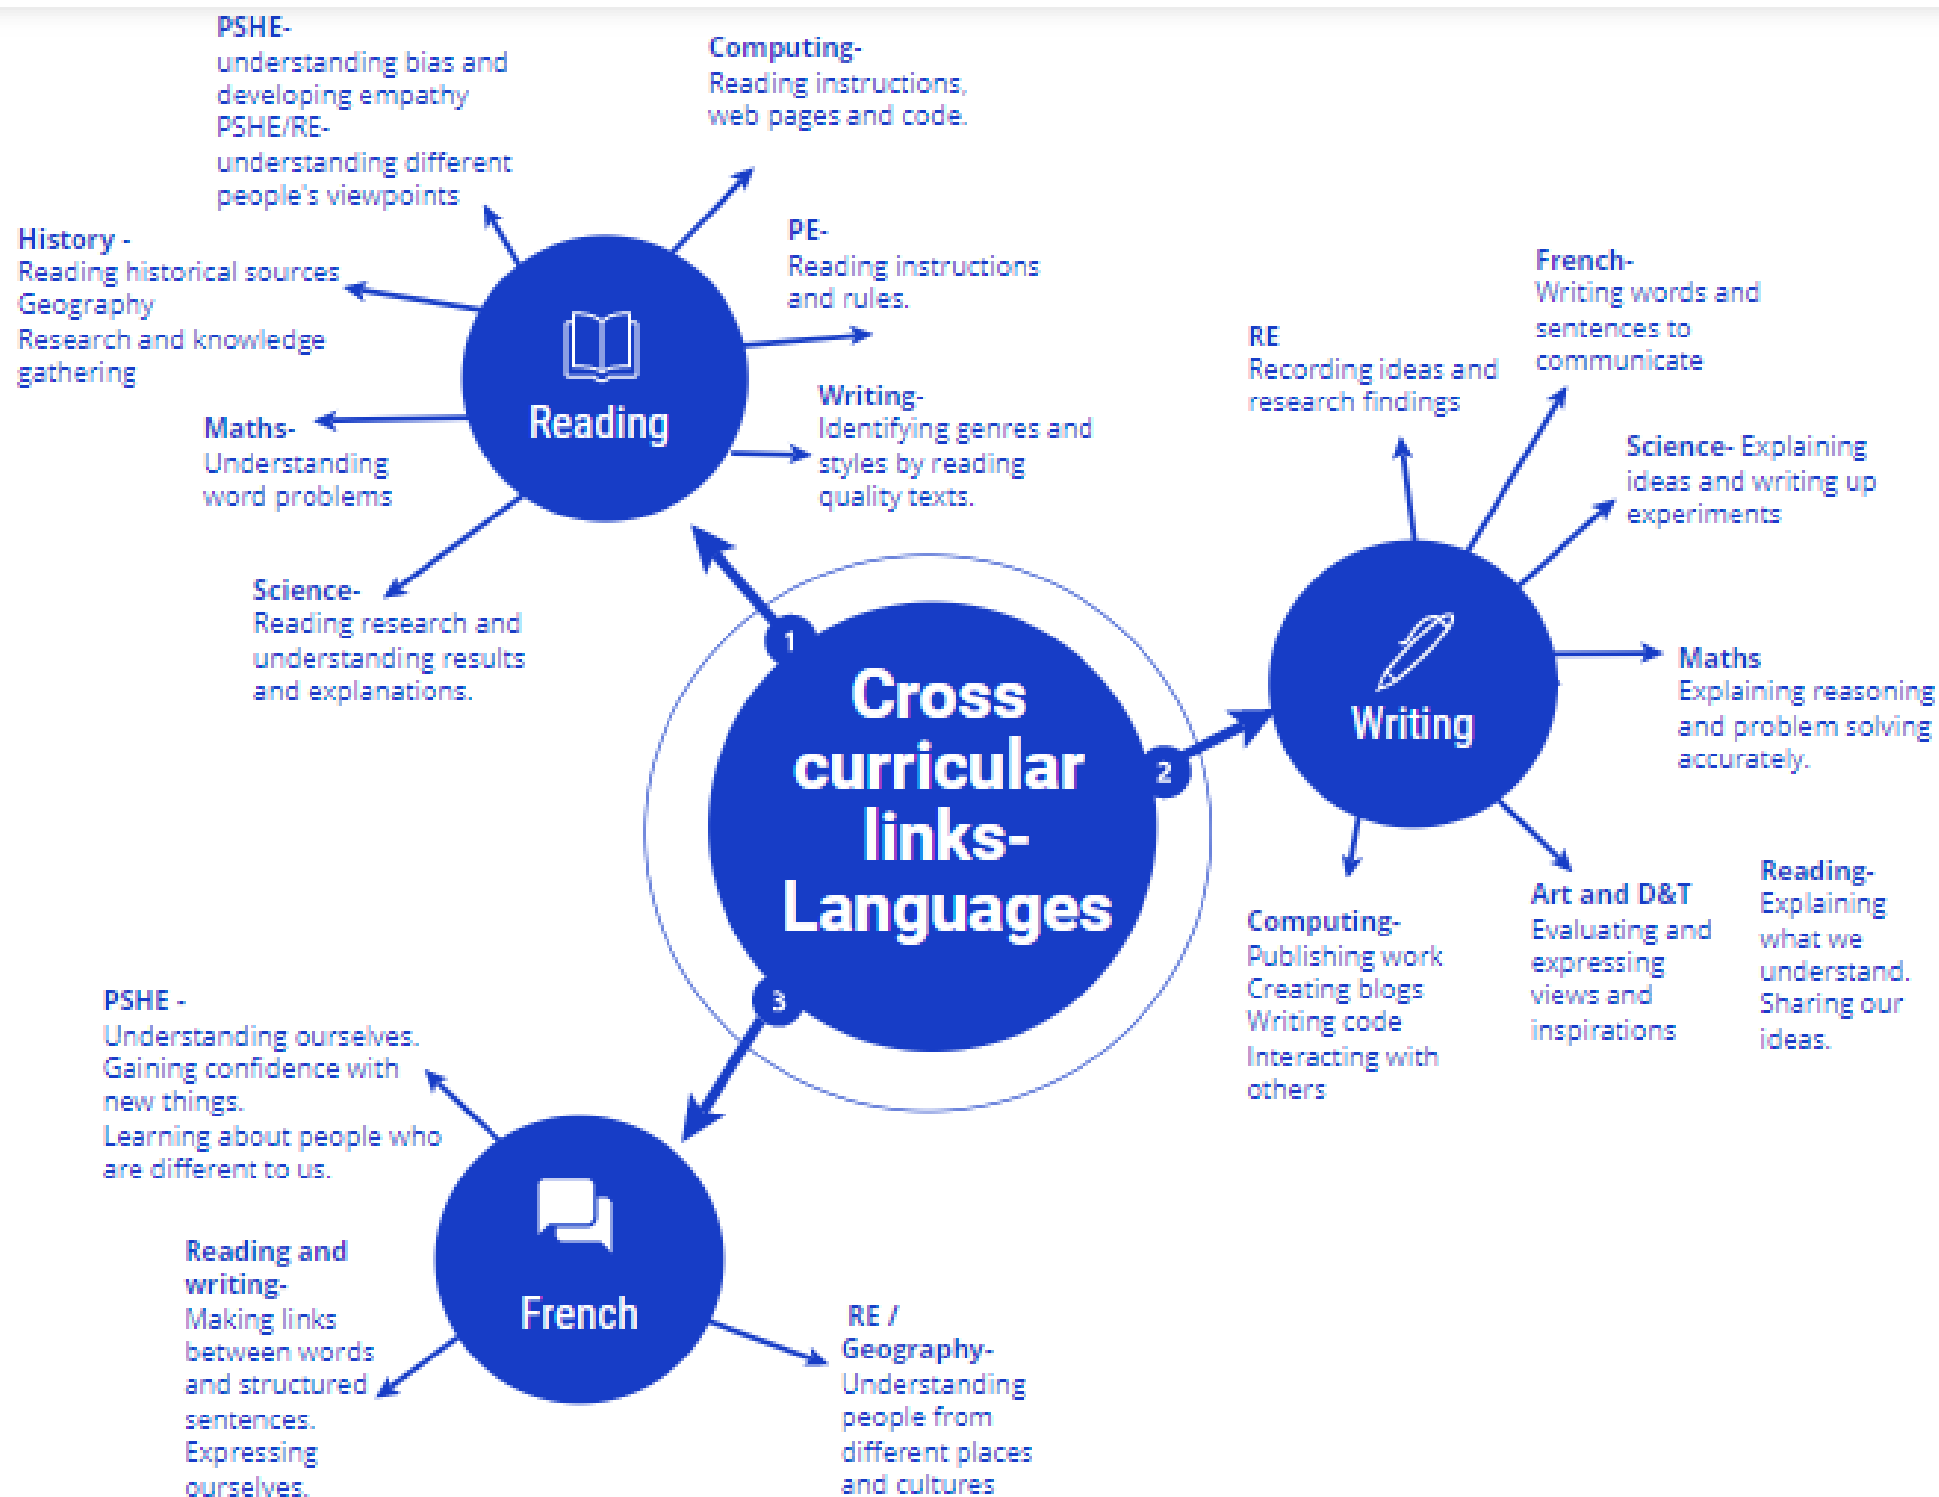 PSHE-
understanding bias and
developing empathy
PSHE/RE-
understanding different
people's viewpoints
Computing-
Reading instructions,
web pages and code.
History -
Reading historical sources
Geography
Research and knowledge
gathering
PE-
Reading instructions
and rules.
Maths-
Understanding
word problems
Reading
Writing-
Identifying genres and
styles by reading
quality texts.
Science-
Reading research and
understanding results
and explanations.
1
Cross
curricular
links-
Languages
2
3
French-
Writing words and
sentences to
communicate
RE
Recording ideas and
research findings
Science- Explaining
ideas and writing up
experiments
Writing
Maths
Explaining reasoning
and problem solving
accurately.
Computing-
Publishing work
Creating blogs
Writing code
Interacting with
others
Art and D&T
Evaluating and
expressing
views and
inspirations
Reading-
Explaining
what we
understand.
Sharing our
ideas.
PSHE -
Understanding ourselves.
Gaining confidence with
new things.
Learning about people who
are different to us.
French
Reading and
writing-
Making links
between words
and structured
sentences.
Expressing
ourselves.
RE /
Geography-
Understanding
people from
different places
and cultures